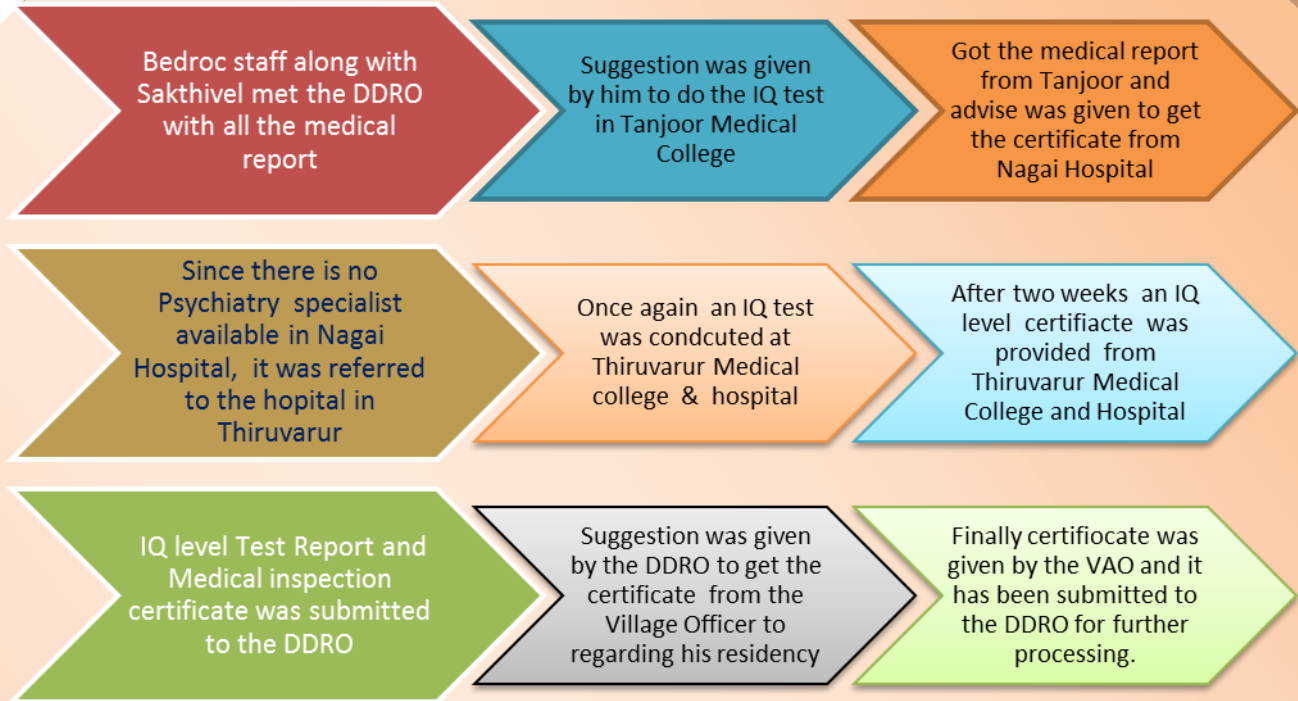 Bedroc staff along with
Sakthivel met the DDRO
with all the medical
report
Suggestion was given
by him to do the IQ test
in Tanjoor Medical
College
Got the medical report
from Tanjoor and
advise was given to get
the certificate from
Nagai Hospital
Since there is no
Psychiatry specialist
available in Nagai
Hospital, it was referred
to the hopital in
Thiruvarur
Once again an IQ test
was condcuted at
Thiruvarur Medical
college & hospital
After two weeks an IQ
level certifiacte was
provided from
Thiruvarur Medical
College and Hospital
IQ level Test Report and
Medical inspection
certificate was submitted
to the DDRO
Suggestion was given
by the DDRO to get the
certificate from the
Village Officer to
regarding his residency
Finally certifiocate was
given by the VAO and it
has been submitted to
the DDRO for further
processing.